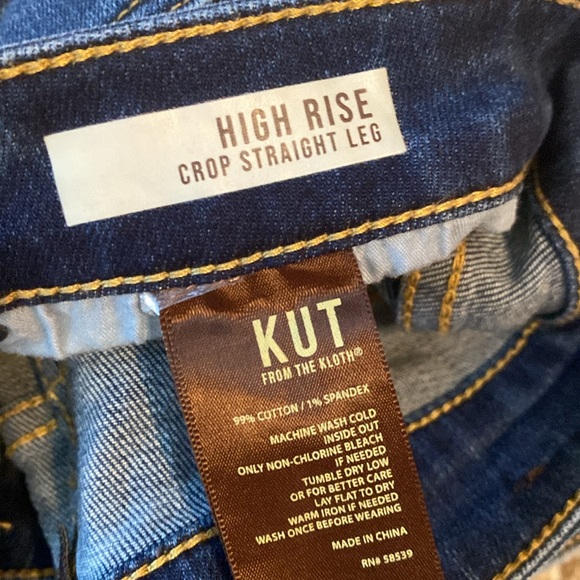 HIGH RISE
CROP STRAIGHT LEG
KUT
FROM THE KLOTH®
99% COTTON / 1% SPANDEX
MACHINE WASH COLD
INSIDE OUT
ONLY NON-CHLORINE BLEACH
IF NEEDED
TUMBLE DRY LOW
OR FOR BETTER CARE
LAY FLAT TO DRY
WARM IRON IF NEEDED
WASH ONCE BEFORE WEARING
MADE IN CHINA
RN# 58539